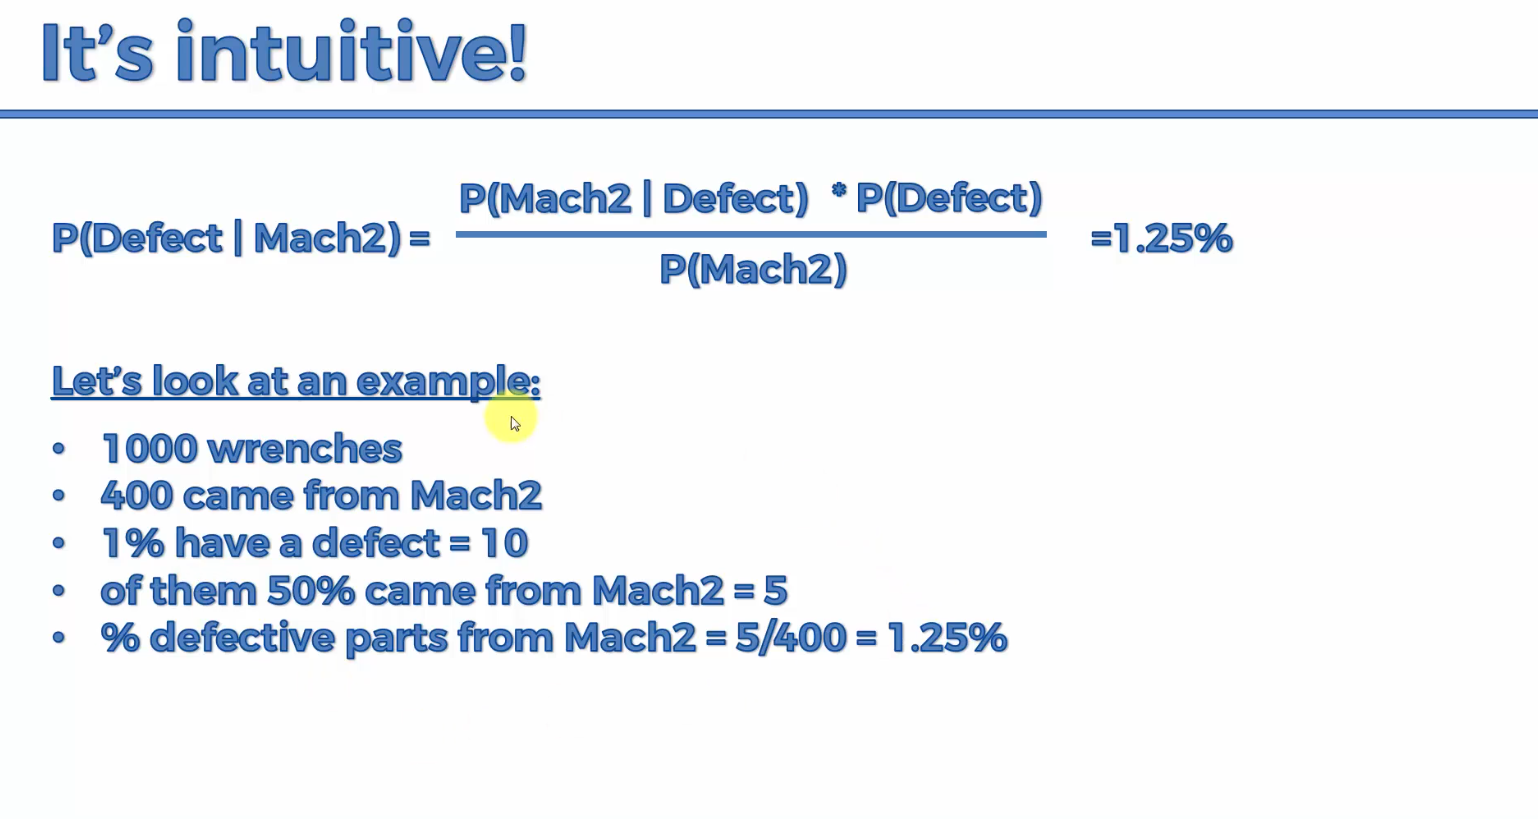 It's intuitive!
P(Mach2 | Defect) * P(Defect)
P(Defect | Mach2) =
=1.25%
P(Mach2)
Let's look at an example:
• 1000 wrenches
• 400 came from Mach2
• 1% have a defect = 10
• of them 50% came from Mach2 = 5
• % defective parts from Mach2 = 5/400 = 1.25%